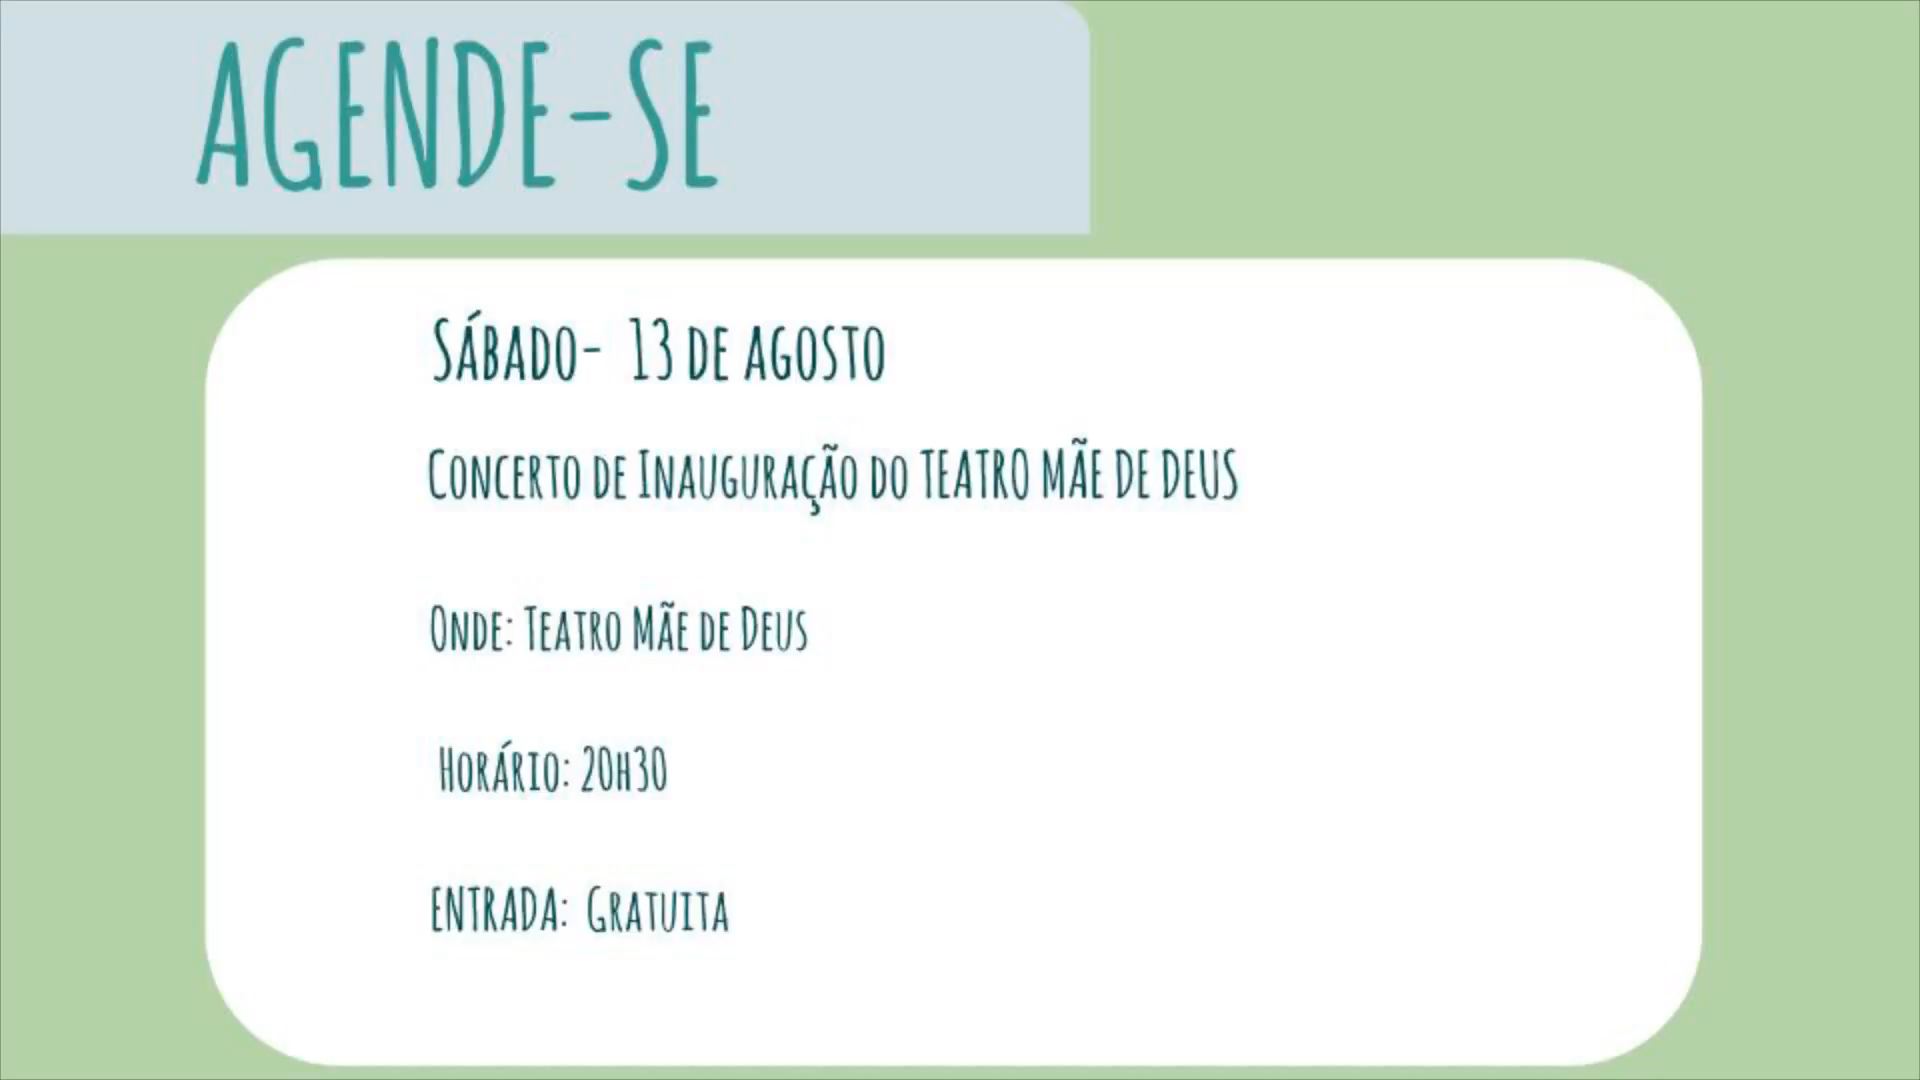 AGENDE-SE
Sábado- 13 de agosto
Concerto de Inauguração do TEATRO MÃE DE DEUS
Onde: Teatro Mãe de Deus
Horário: 20h30
ENTRADA: Gratuita